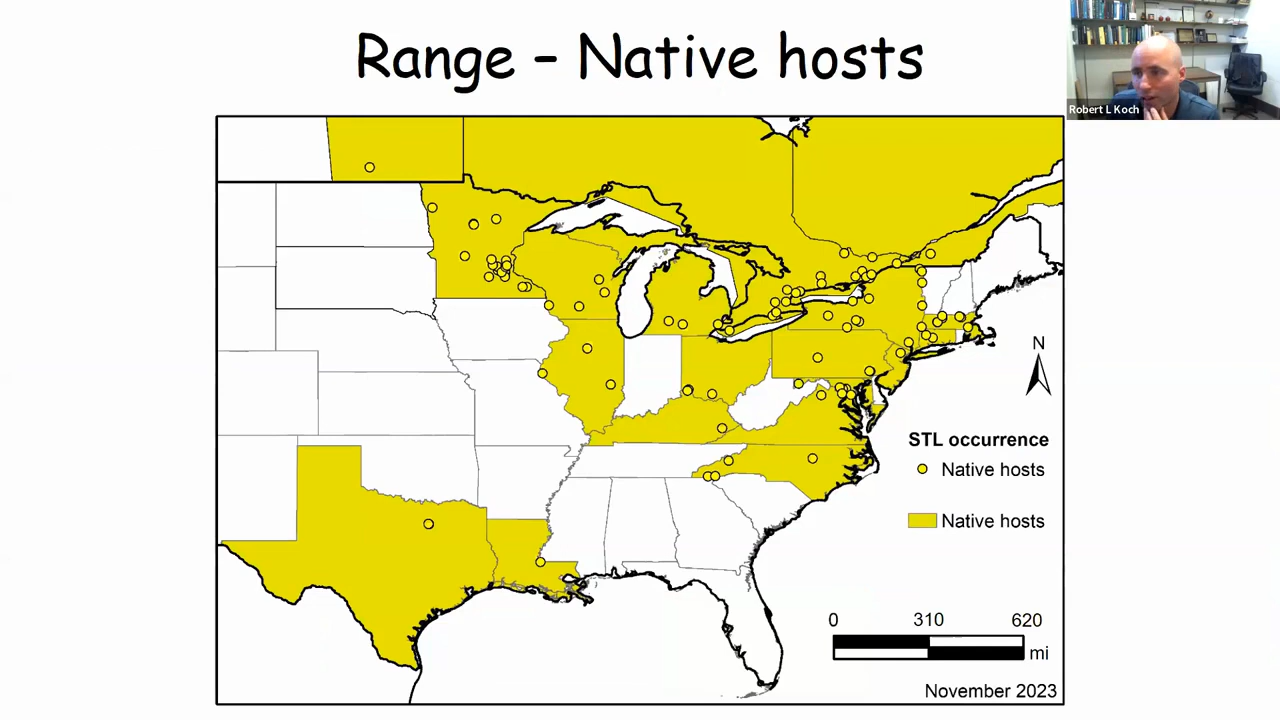 Range – Native hosts
Robert L Koch
N
STL occurrence
Native hosts
Native hosts
0 310 620
mi
November 2023